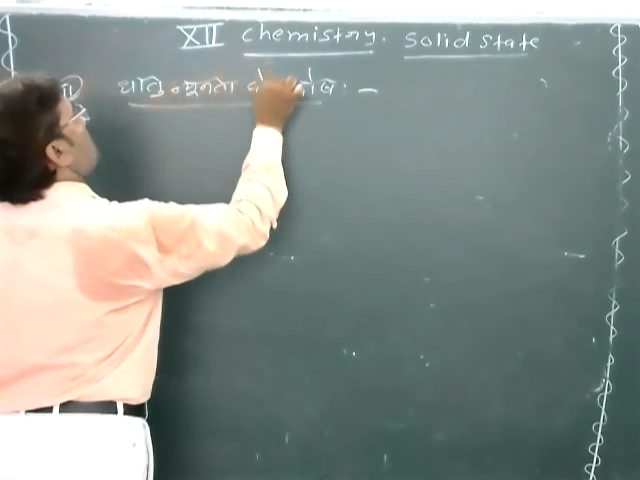 XII Chemistry. Solid State
धातु न्यूनता दोष : —